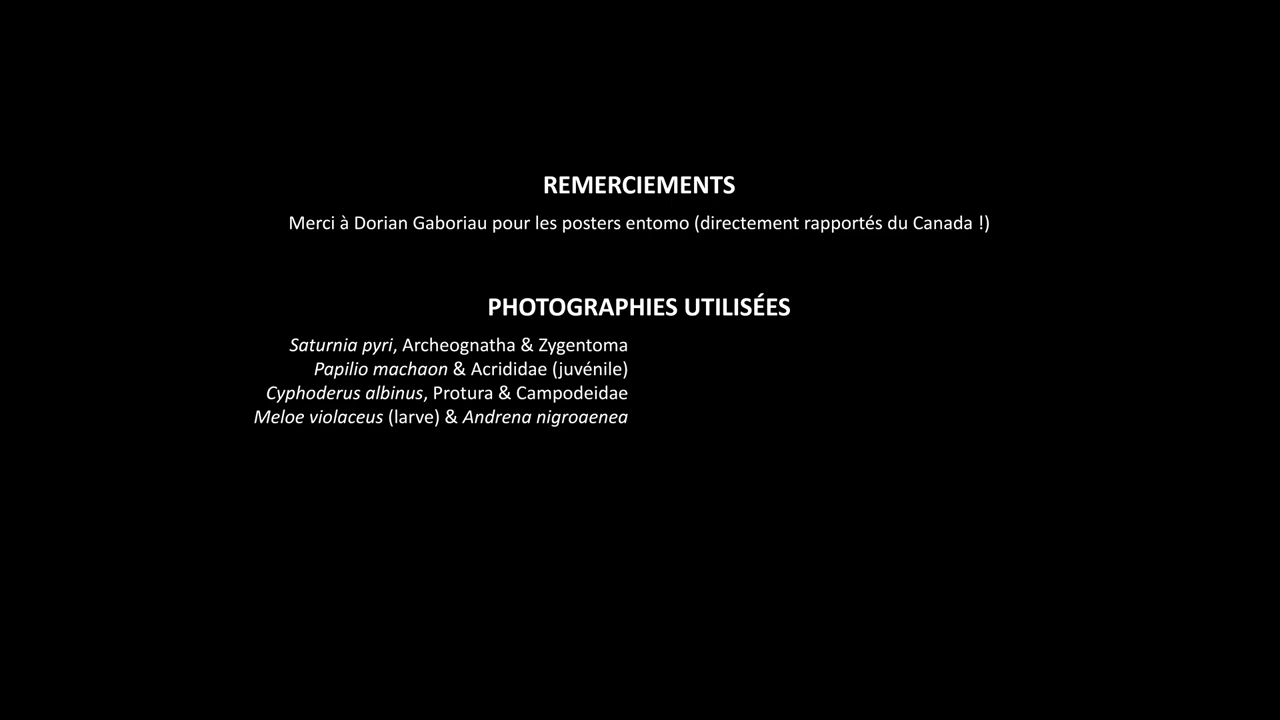 REMERCIEMENTS
Merci à Dorian Gaboriau pour les posters entomo (directement rapportés du Canada !)
PHOTOGRAPHIES UTILISÉES
Saturnia pyri, Archeognatha & Zygentoma
Papilio machaon & Acrididae (juvénile)
Cyphoderus albinus, Protura & Campodeidae
Meloe violaceus (larve) & Andrena nigroaenea